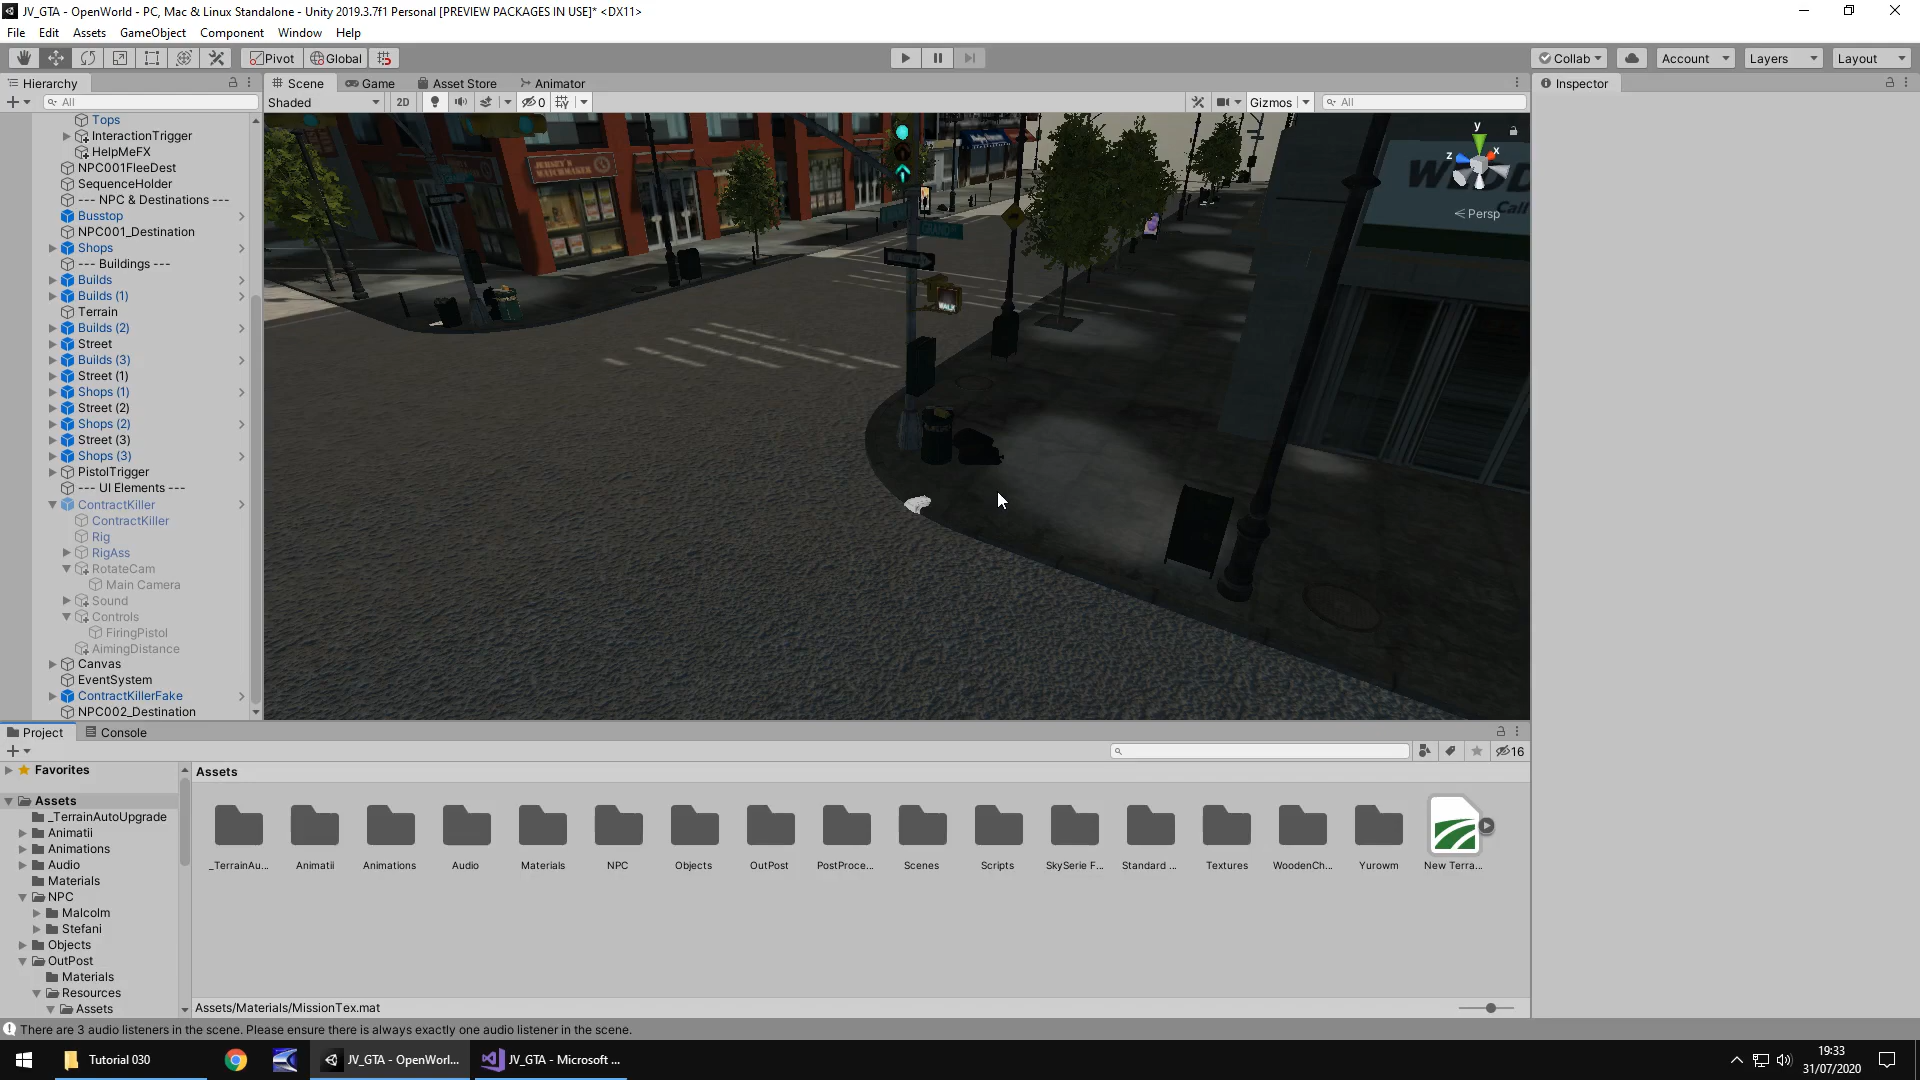 JV_GTA - OpenWorld - PC, Mac & Linux Standalone - Unity 2019.3.7f1 Personal [PREVIEW PACKAGES IN USE]* <DX11>
File Edit Assets GameObject Component Window Help
Pivot Global Collab Account Layers Layout
Hierarchy Scene Game Asset Store Animator Inspector
All Shaded 2D 0 Gizmos All
Tops
InteractionTrigger
HelpMeFX
NPC001FleeDest
SequenceHolder
--- NPC & Destinations ---
Busstop
NPC001_Destination
Shops
--- Buildings ---
Builds
Builds (1)
Terrain
Builds (2)
Street
Builds (3)
Street (1)
Shops (1)
Street (2)
Shops (2)
Street (3)
Shops (3)
PistolTrigger
--- UI Elements ---
ContractKiller
ContractKiller
Rig
RigAss
RotateCam
Main Camera
Sound
Controls
FiringPistol
AimingDistance
Canvas
EventSystem
ContractKillerFake
NPC002_Destination
y
z x
< Persp
WALK
Call
Project Console
16
Favorites
Assets
_TerrainAutoUpgrade
Animatii
Animations
Audio
Materials
NPC
Malcolm
Stefani
Objects
OutPost
Materials
Resources
Assets
Assets
_TerrainAu... Animatii Animations Audio Materials NPC Objects OutPost PostProce... Scenes Scripts SkySerie F... Standard ... Textures WoodenCh... Yurowm New Terra...
Assets/Materials/MissionTex.mat
There are 3 audio listeners in the scene. Please ensure there is always exactly one audio listener in the scene.
Tutorial 030 JV_GTA - OpenWorl... JV_GTA - Microsoft ...
19:33
31/07/2020